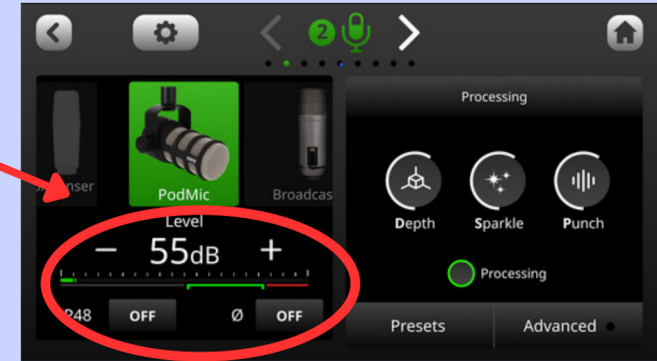 2
Processing
PodMic
Broadcas
Level
55dB
P48 OFF Ø OFF
Depth Sparkle Punch
Processing
Presets Advanced